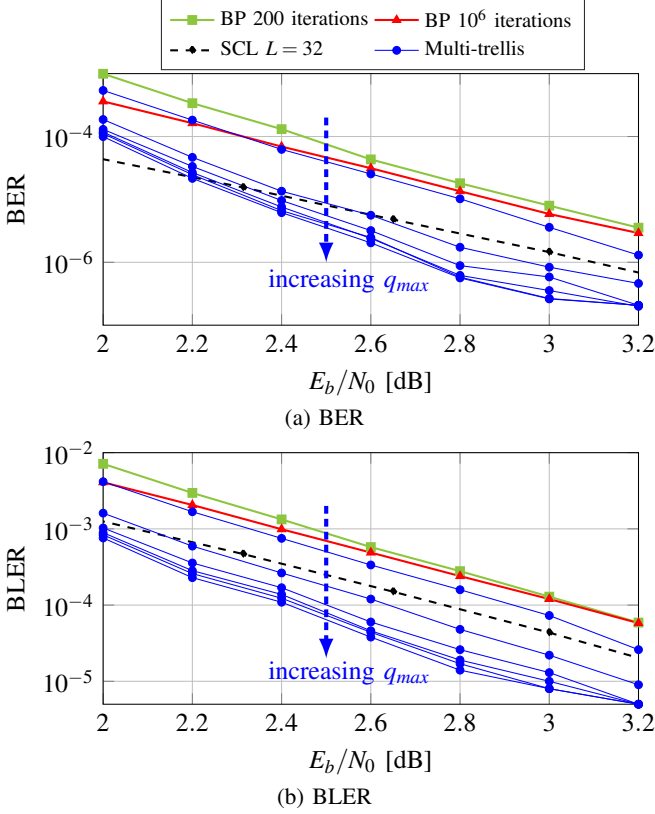 BP 200 iterations BP 10⁶ iterations
SCL L = 32 Multi-trellis
10⁻⁴
10⁻⁶
BER
increasing q_max
2 2.2 2.4 2.6 2.8 3 3.2
E_b/N_0 [dB]
(a) BER
10⁻²
10⁻³
10⁻⁴
10⁻⁵
BLER
increasing q_max
2 2.2 2.4 2.6 2.8 3 3.2
E_b/N_0 [dB]
(b) BLER